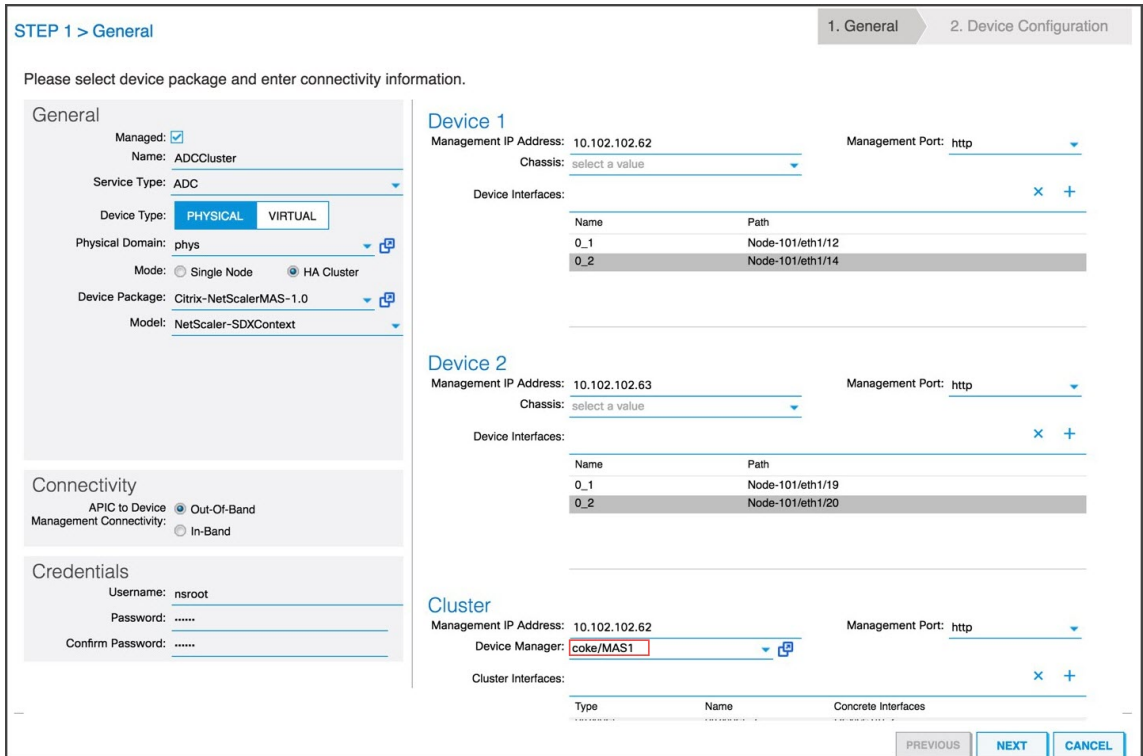 STEP 1 > General
1. General
2. Device Configuration
Please select device package and enter connectivity information.
General
Managed:
Name: ADCCluster
Service Type: ADC
Device Type: PHYSICAL VIRTUAL
Physical Domain: phys
Mode: Single Node HA Cluster
Device Package: Citrix-NetScalerMAS-1.0
Model: NetScaler-SDXContext
Connectivity
APIC to Device Out-Of-Band
Management Connectivity:
In-Band
Credentials
Username: nsroot
Password: ••••••
Confirm Password: ••••••
Device 1
Management IP Address: 10.102.102.62 Management Port: http
Chassis: select a value
Device Interfaces:
Name Path
0_1 Node-101/eth1/12
0_2 Node-101/eth1/14
Device 2
Management IP Address: 10.102.102.63 Management Port: http
Chassis: select a value
Device Interfaces:
Name Path
0_1 Node-101/eth1/19
0_2 Node-101/eth1/20
Cluster
Management IP Address: 10.102.102.62 Management Port: http
Device Manager: coke/MAS1
Cluster Interfaces:
Type Name Concrete Interfaces
PREVIOUS NEXT CANCEL